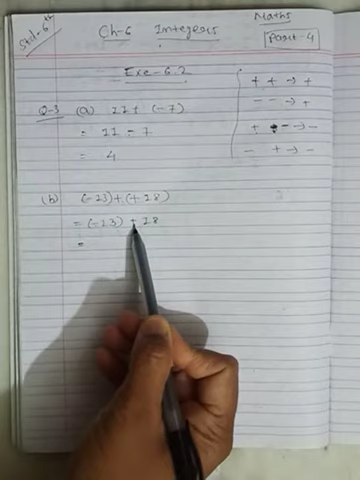 Std-6th
Maths
Ch-6 Integers
Part-4
Exe-6.2
+ + → +
- - → +
+ - → -
- + → -
Q-3 (a) 11 + (-7)
= 11 - 7
= 4
(b) (-13) + (+18)
= (-13) + 18
=